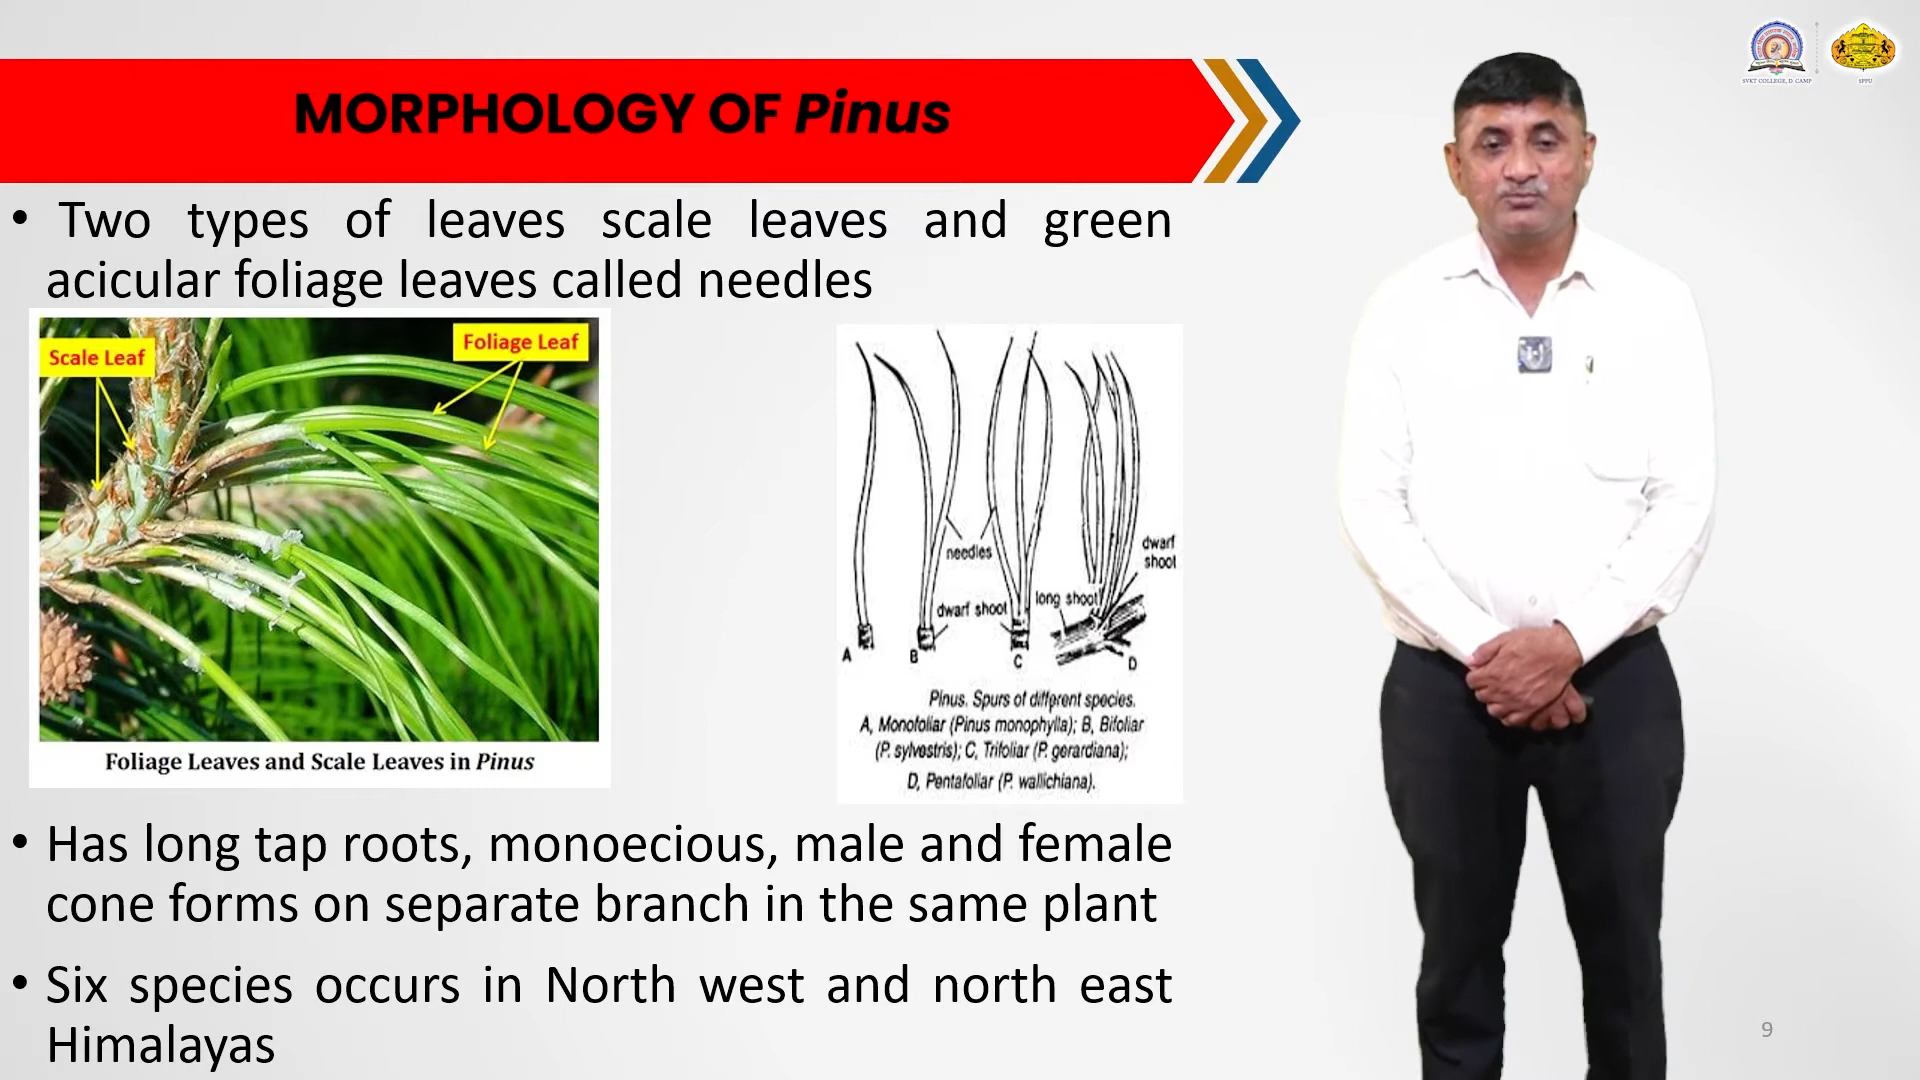 SVKT COLLEGE, D. CAMP
SPPU
MORPHOLOGY OF Pinus
• Two types of leaves scale leaves and green
acicular foliage leaves called needles
Scale Leaf
Foliage Leaf
Foliage Leaves and Scale Leaves in Pinus
needles
dwarf
shoot
dwarf shoot
long shoot
A
B
C
D
Pinus. Spurs of different species.
A, Monofoliar (Pinus monophylla); B, Bifoliar
(P. sylvestris); C, Trifoliar (P. gerardiana);
D, Pentafoliar (P. wallichiana).
• Has long tap roots, monoecious, male and female
cone forms on separate branch in the same plant
• Six species occurs in North west and north east
Himalayas
9